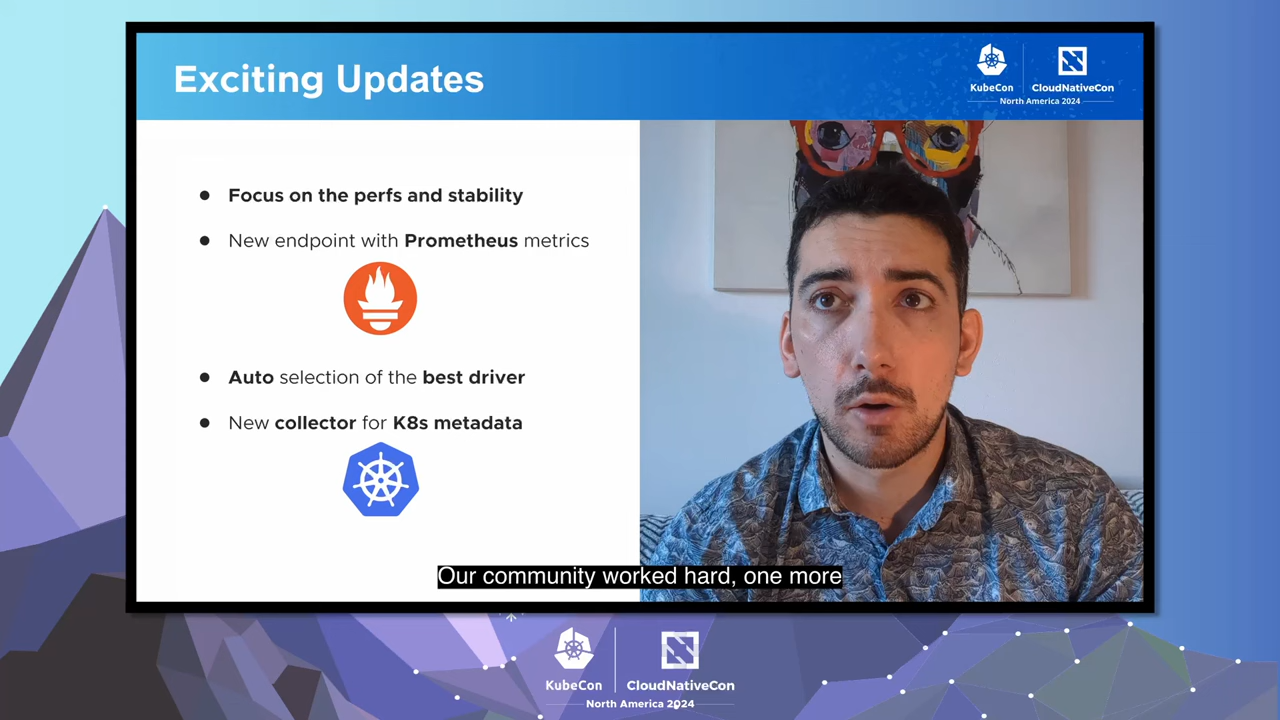 Exciting Updates
KubeCon
CloudNativeCon
North America 2024
Focus on the perfs and stability
New endpoint with Prometheus metrics
Auto selection of the best driver
New collector for K8s metadata
Our community worked hard, one more
KubeCon
CloudNativeCon
North America 2024